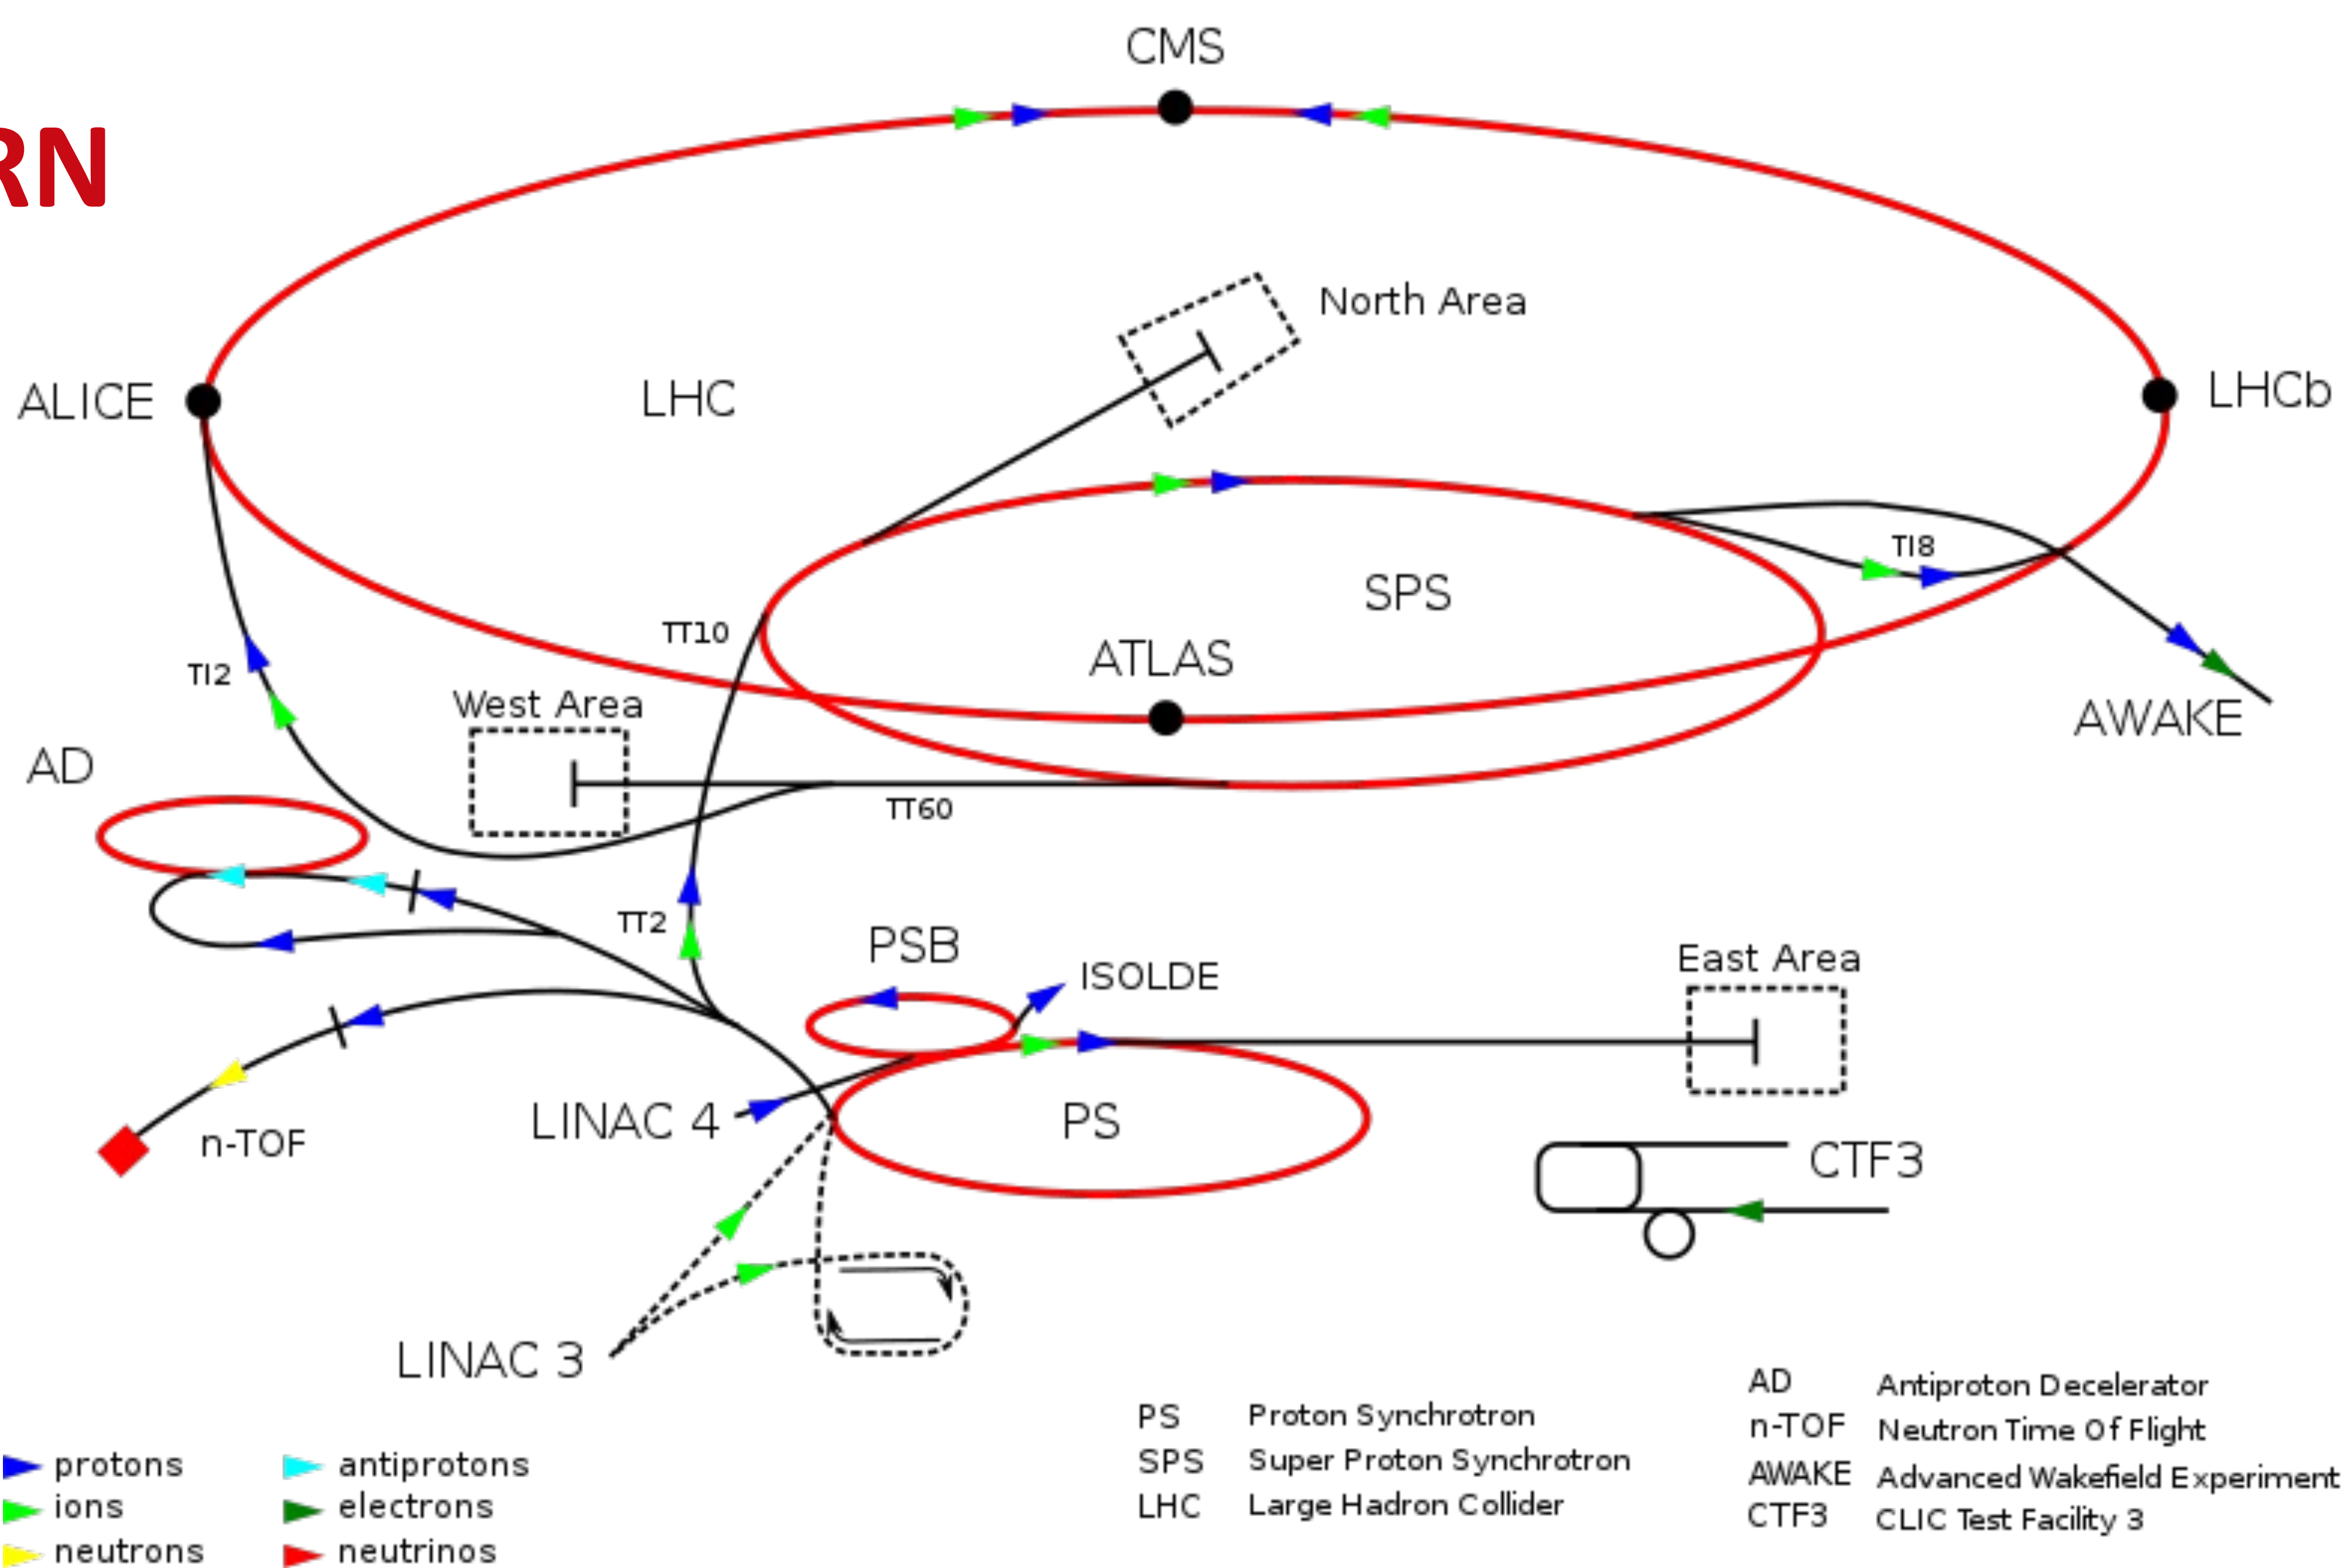 CMS
RN
North Area
ALICE
LHC
LHCb
TI8
SPS
TT10
ATLAS
TI2
West Area
AWAKE
AD
TT60
TT2
PSB
ISOLDE
East Area
LINAC 4
PS
n-TOF
CTF3
LINAC 3
protons
ions
neutrons
antiprotons
electrons
neutrinos
PS Proton Synchrotron
SPS Super Proton Synchrotron
LHC Large Hadron Collider
AD Antiproton Decelerator
n-TOF Neutron Time Of Flight
AWAKE Advanced Wakefield Experiment
CTF3 CLIC Test Facility 3